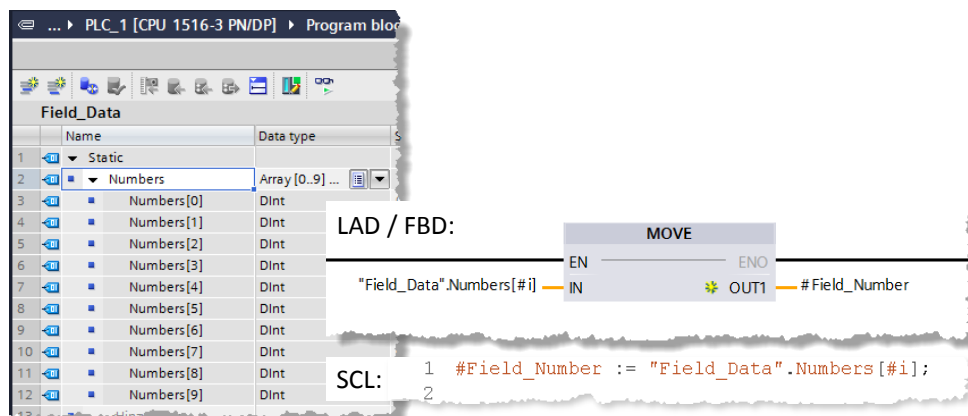 ... PLC_1 [CPU 1516-3 PN/DP] Program bloc
Field_Data
Name Data type S
1 Static
2 Numbers Array [0..9] ...
3 Numbers[0] DInt
4 Numbers[1] DInt
5 Numbers[2] DInt
6 Numbers[3] DInt
7 Numbers[4] DInt
8 Numbers[5] DInt
9 Numbers[6] DInt
10 Numbers[7] DInt
11 Numbers[8] DInt
12 Numbers[9] DInt
LAD / FBD:
MOVE
EN ENO
"Field_Data".Numbers[#i] IN OUT1 #Field_Number
SCL:
1 #Field_Number := "Field_Data".Numbers[#i];
2